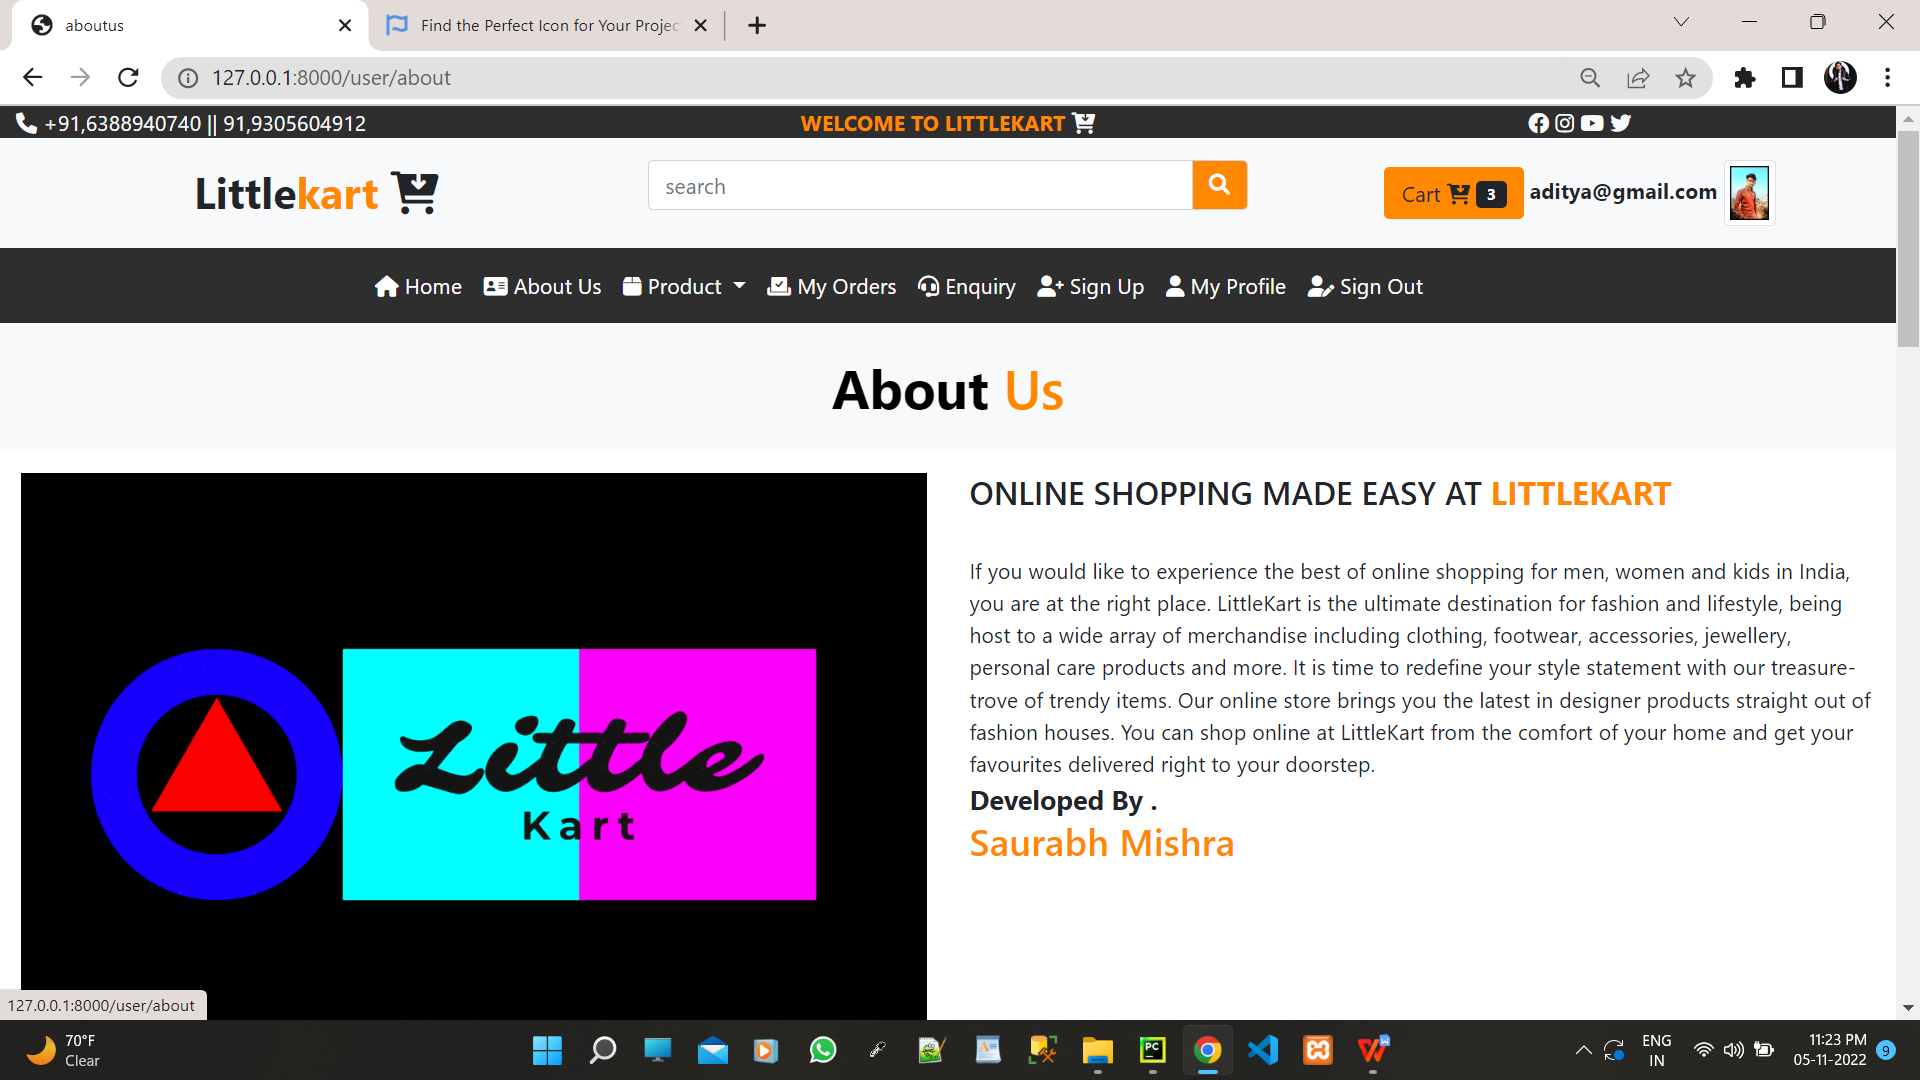 aboutus
Find the Perfect Icon for Your Projec
127.0.0.1:8000/user/about
+91,6388940740 || 91,9305604912
WELCOME TO LITTLEKART
Littlekart
search
Cart 3
aditya@gmail.com
Home
About Us
Product
My Orders
Enquiry
Sign Up
My Profile
Sign Out
About Us
Little
Kart
ONLINE SHOPPING MADE EASY AT LITTLEKART
If you would like to experience the best of online shopping for men, women and kids in India,
you are at the right place. LittleKart is the ultimate destination for fashion and lifestyle, being
host to a wide array of merchandise including clothing, footwear, accessories, jewellery,
personal care products and more. It is time to redefine your style statement with our treasure-
trove of trendy items. Our online store brings you the latest in designer products straight out of
fashion houses. You can shop online at LittleKart from the comfort of your home and get your
favourites delivered right to your doorstep.
Developed By .
Saurabh Mishra
127.0.0.1:8000/user/about
70°F
Clear
PC
ENG
IN
11:23 PM
05-11-2022
9